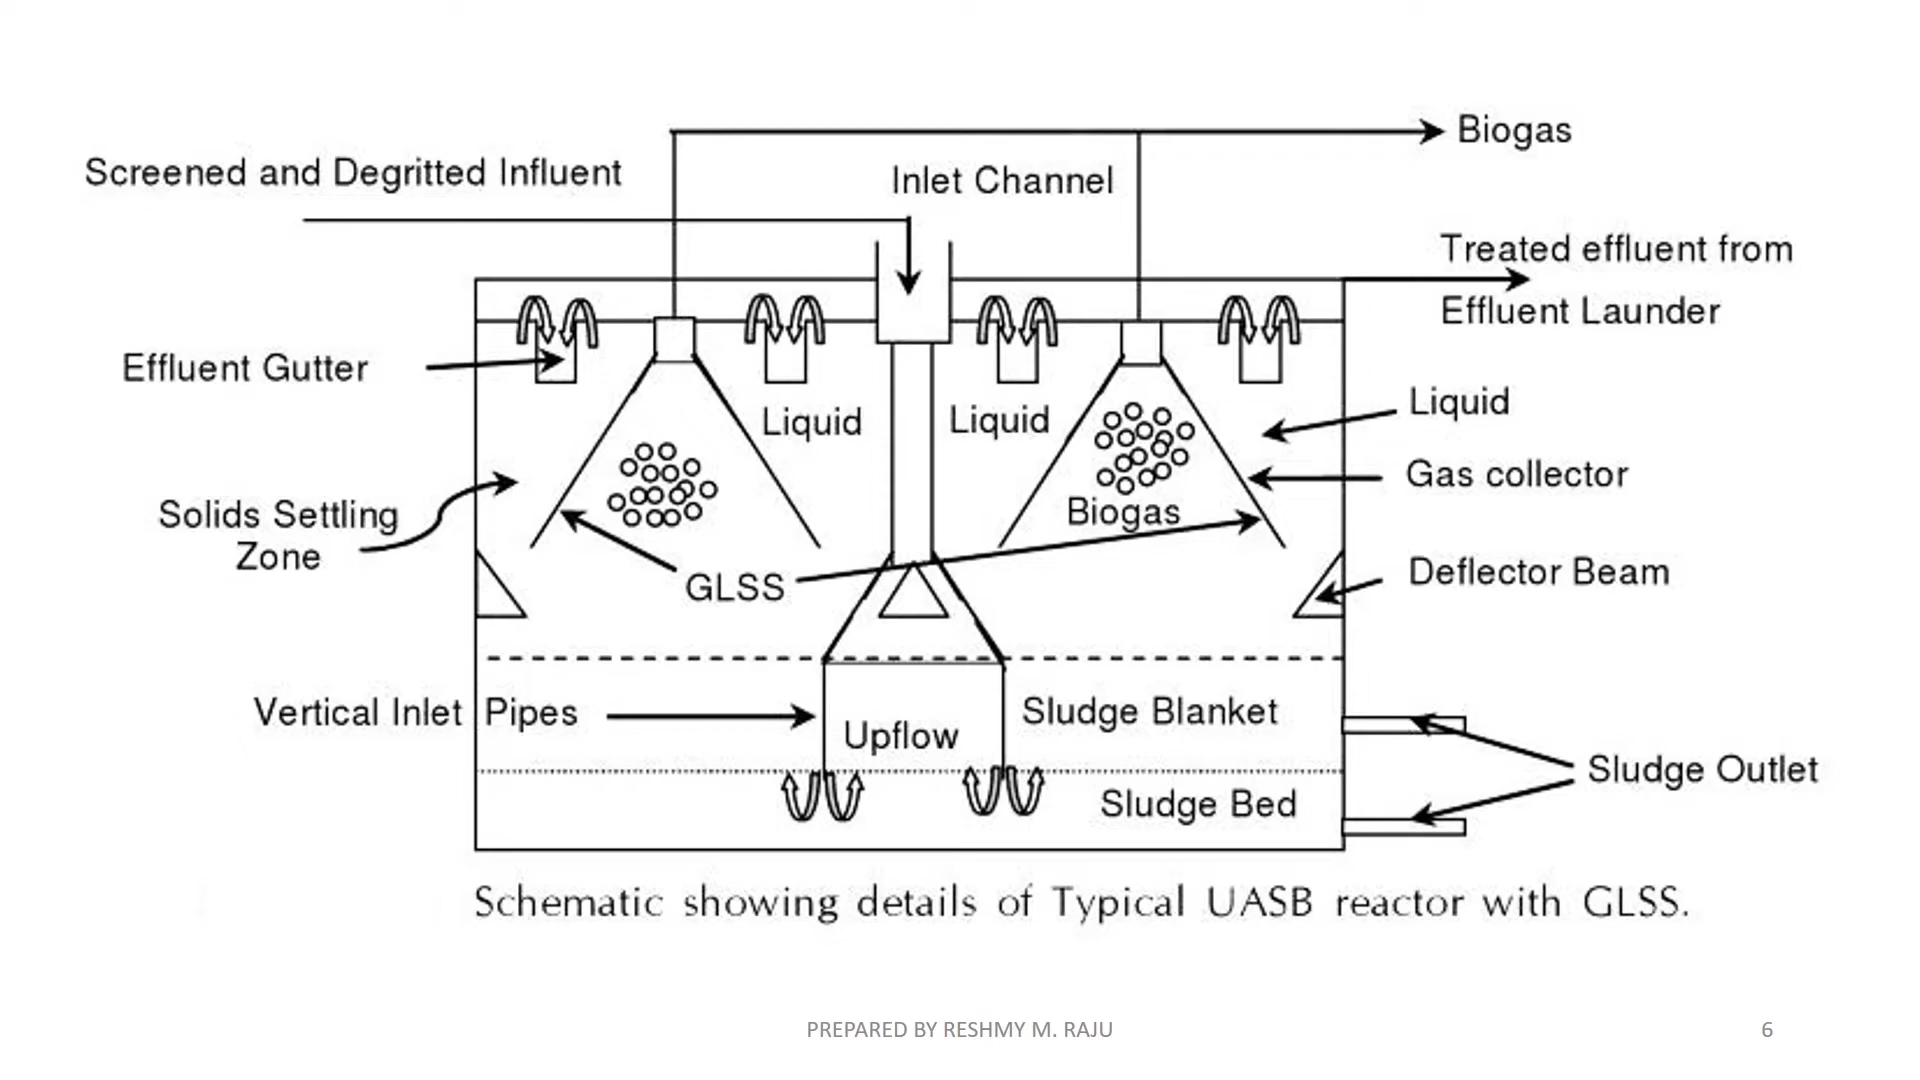 Biogas
Screened and Degritted Influent
Inlet Channel
Treated effluent from
Effluent Launder
Effluent Gutter
Liquid
Liquid
Liquid
Gas collector
Solids Settling
Zone
Biogas
GLSS
Deflector Beam
Vertical Inlet Pipes
Upflow
Sludge Blanket
Sludge Outlet
Sludge Bed
Schematic showing details of Typical UASB reactor with GLSS.
PREPARED BY RESHMY M. RAJU
6